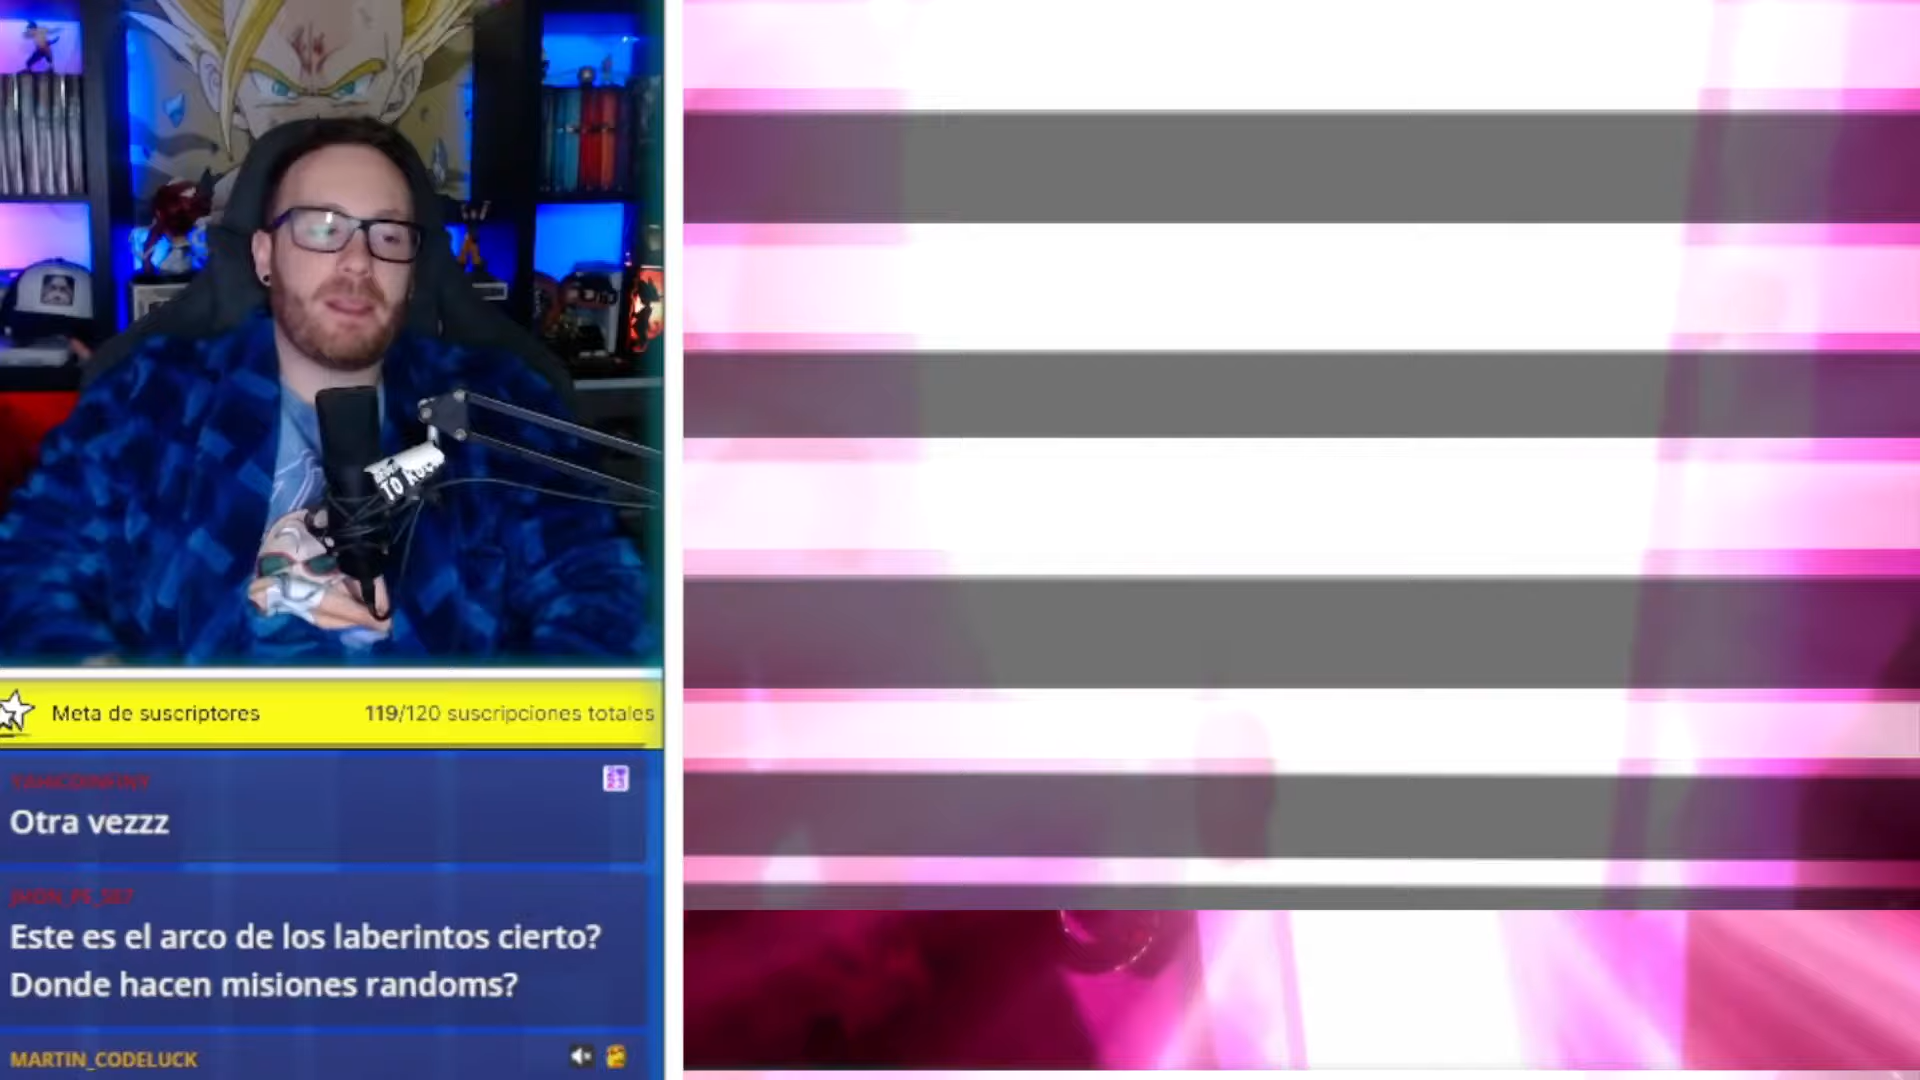 TO
Meta de suscriptores
119/120 suscripciones totales
Otra vezzz
Este es el arco de los laberintos cierto?
Donde hacen misiones randoms?
MARTIN_CODELUCK